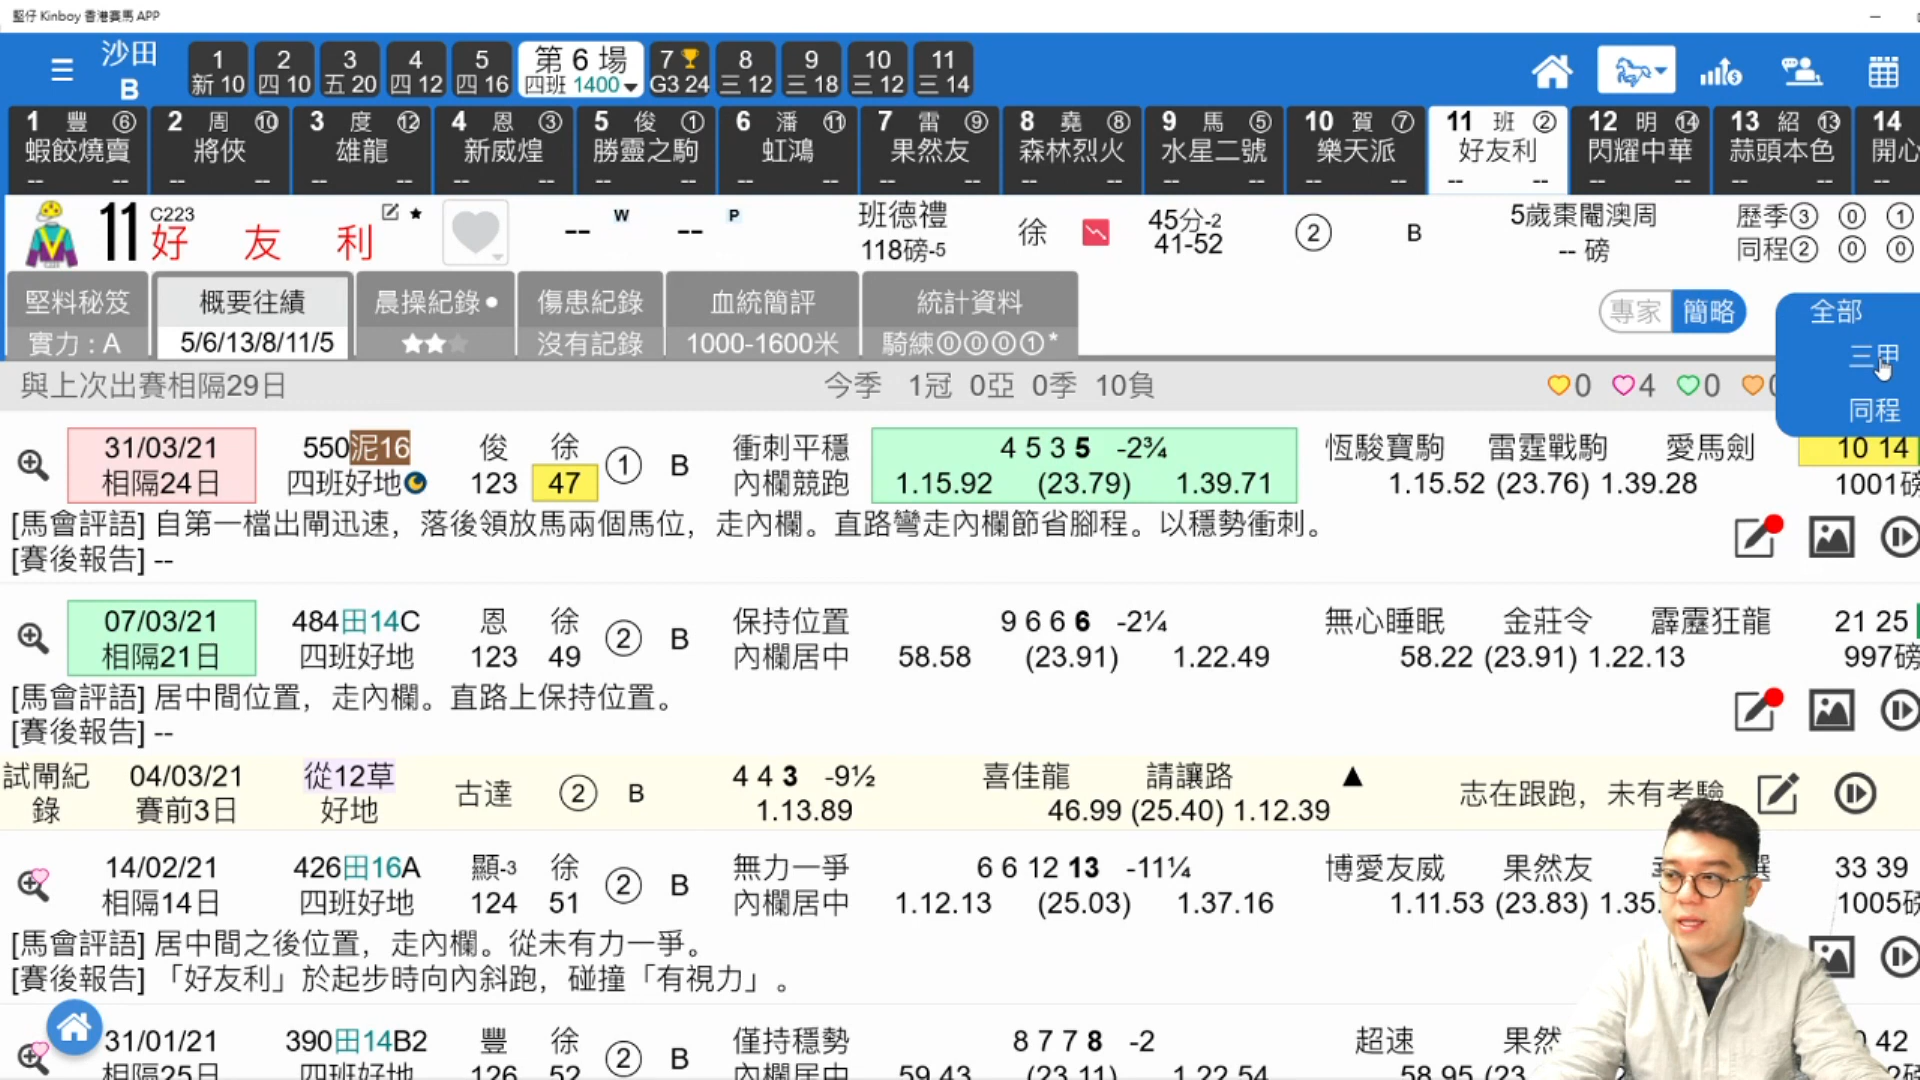 堅仔 Kinboy 香港賽馬 APP
沙田 B
1 新 10
2 四 10
3 五 20
4 四 12
5 四 16
第 6 場 四班 1400
7 G3 24
8 三 12
9 三 18
10 三 12
11 三 14
1 豐 ⑥ 蝦餃燒賣 -- --
2 周 ⑩ 將俠 -- --
3 度 ⑫ 雄龍 -- --
4 恩 ③ 新威煌 -- --
5 俊 ① 勝靈之駒 -- --
6 潘 ⑪ 虹鴻 -- --
7 雷 ⑨ 果然友 -- --
8 堯 ⑧ 森林烈火 -- --
9 馬 ⑤ 水星二號 -- --
10 賀 ⑦ 樂天派 -- --
11 班 ② 好友利 -- --
12 明 ⑭ 閃耀中華 -- --
13 紹 ⑬ 蒜頭本色 -- --
14 開心 --
11 C223 好友利 -- W -- P 班德禮 徐 45分-2 ② B 5歲棗閹澳周 歷季③ ⓪ ①
118磅-5 41-52 -- 磅 同程② ⓪ ⓪
堅料秘笈 概要往績 晨操紀錄● 傷患紀錄 血統簡評 統計資料 專家 簡略 全部
實力 : A 5/6/13/8/11/5 ★★★ 沒有記錄 1000-1600米 騎練⓪⓪⓪①* 三甲
與上次出賽相隔29日 今季 1冠 0亞 0季 10負 0 4 0 同程
31/03/21 550泥16 俊 徐 ① B 衝刺平穩 4 5 3 5 -2¾ 恆駿寶駒 雷霆戰駒 愛馬劍 10 14
相隔24日 四班好地 123 47 內欄競跑 1.15.92 (23.79) 1.39.71 1.15.52 (23.76) 1.39.28 1001磅
[馬會評語] 自第一檔出閘迅速，落後領放馬兩個馬位，走內欄。直路彎走內欄節省腳程。以穩勢衝刺。
[賽後報告] --
07/03/21 484田14C 恩 徐 ② B 保持位置 9 6 6 6 -2¼ 無心睡眠 金莊令 霹靂狂龍 21 25
相隔21日 四班好地 123 49 內欄居中 58.58 (23.91) 1.22.49 58.22 (23.91) 1.22.13 997磅
[馬會評語] 居中間位置，走內欄。直路上保持位置。
[賽後報告] --
試閘紀錄 04/03/21 從12草 古達 ② B 4 4 3 -9½ 喜佳龍 請讓路 ▲ 志在跟跑，未有考驗
賽前3日 好地 1.13.89 46.99 (25.40) 1.12.39
14/02/21 426田16A 顯-3 徐 ② B 無力一爭 6 6 12 13 -11¼ 博愛友威 果然友 33 39
相隔14日 四班好地 124 51 內欄居中 1.12.13 (25.03) 1.37.16 1.11.53 (23.83) 1.35. 1005磅
[馬會評語] 居中間之後位置，走內欄。從未有力一爭。
[賽後報告] 「好友利」於起步時向內斜跑，碰撞「有視力」。
31/01/21 390田14B2 豐 徐 ② B 僅持穩勢 8 7 7 8 -2 超速 果然 42
相隔25日 四班好地 126 52 內欄居中 59.43 (23.11) 1.22.54 58.95 (23.